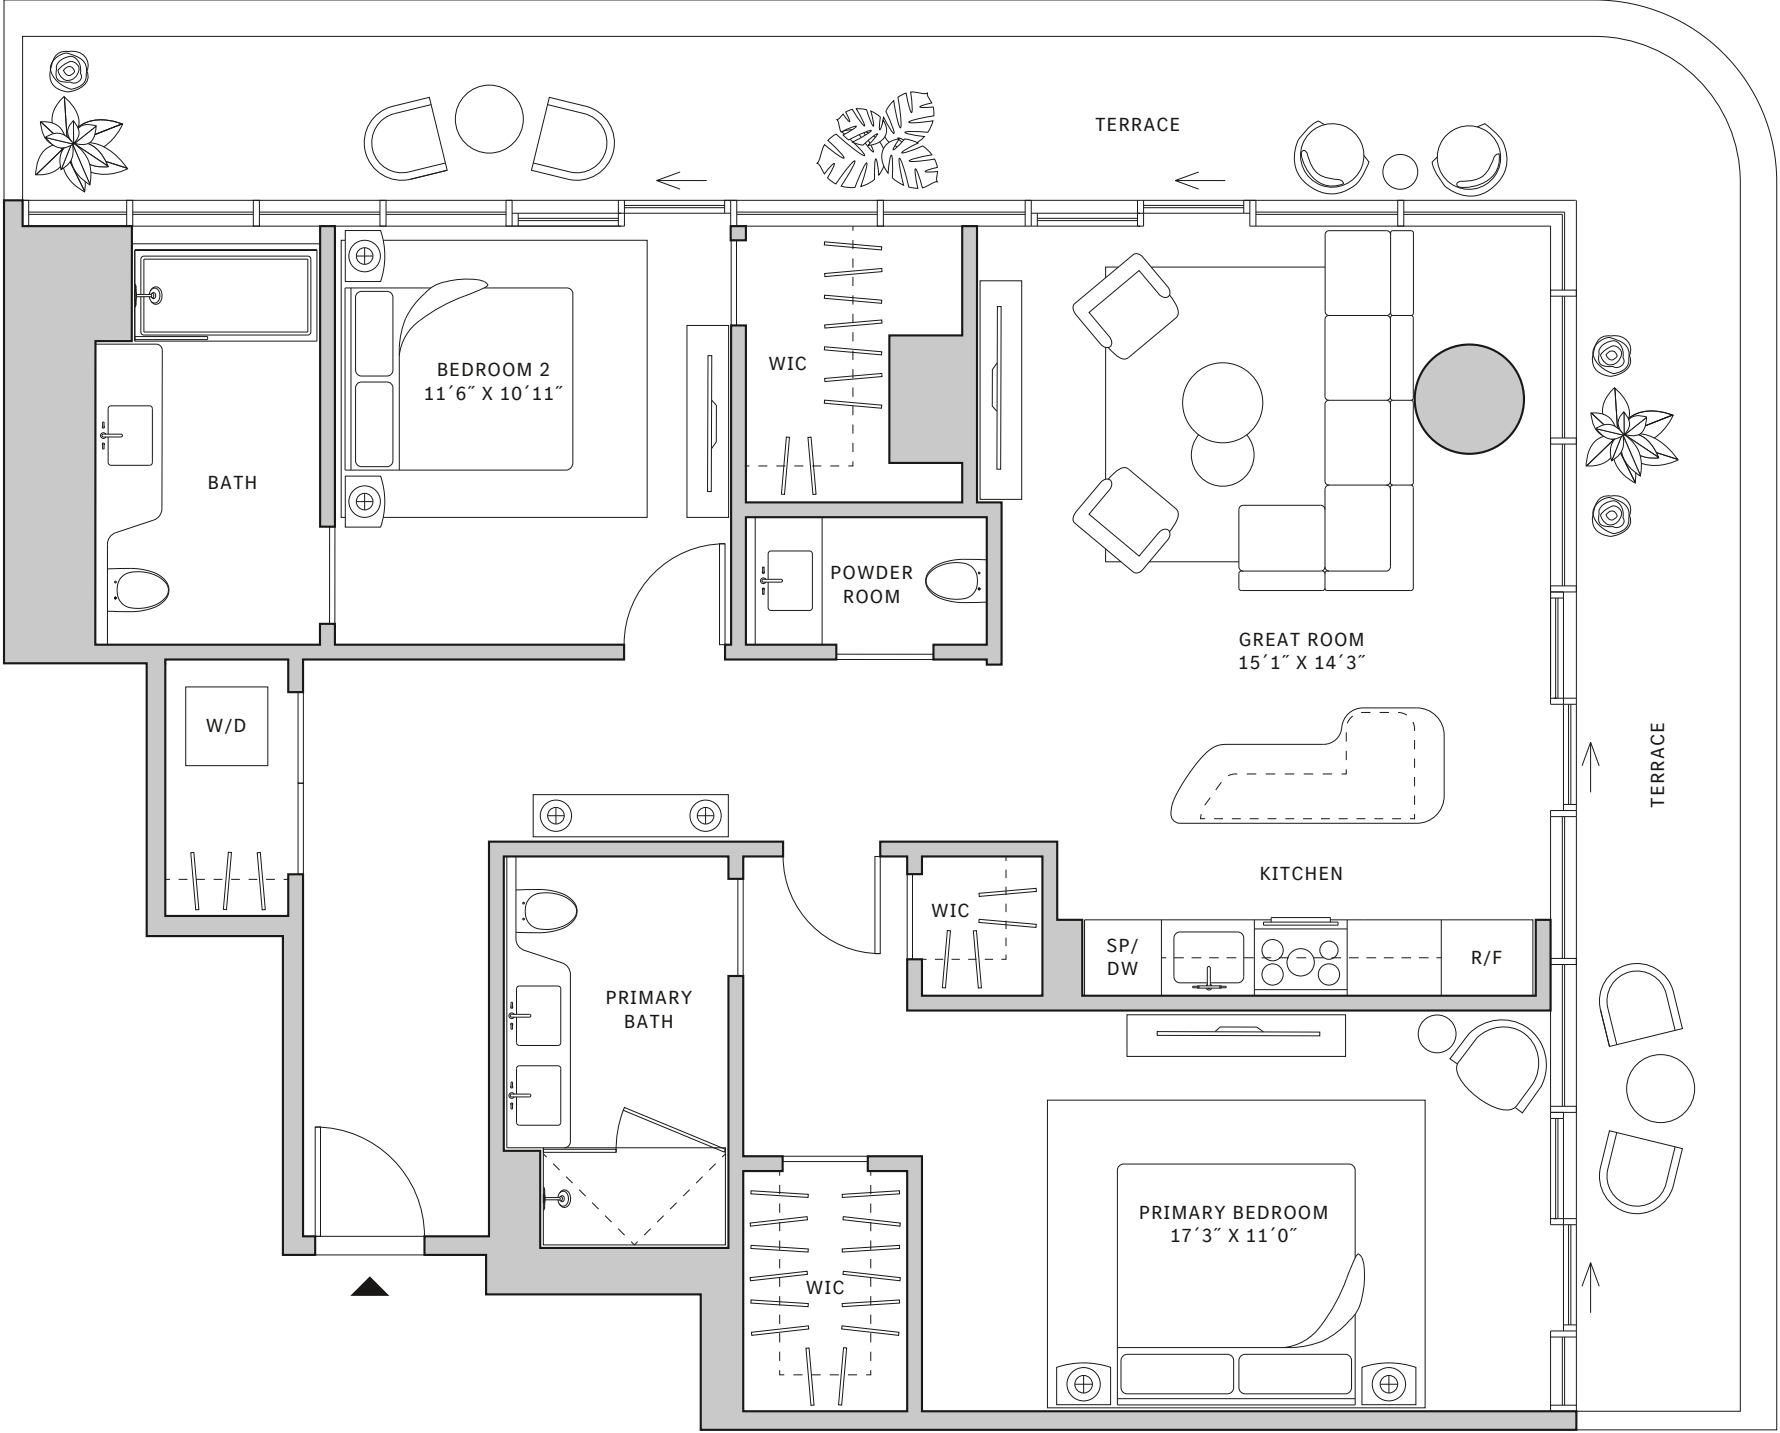 TERRACE
BEDROOM 2
11´6˝ X 10´11˝
WIC
BATH
POWDER
ROOM
GREAT ROOM
15´1˝ X 14´3˝
W/D
TERRACE
KITCHEN
WIC
SP/
DW
R/F
PRIMARY
BATH
PRIMARY BEDROOM
17´3˝ X 11´0˝
WIC